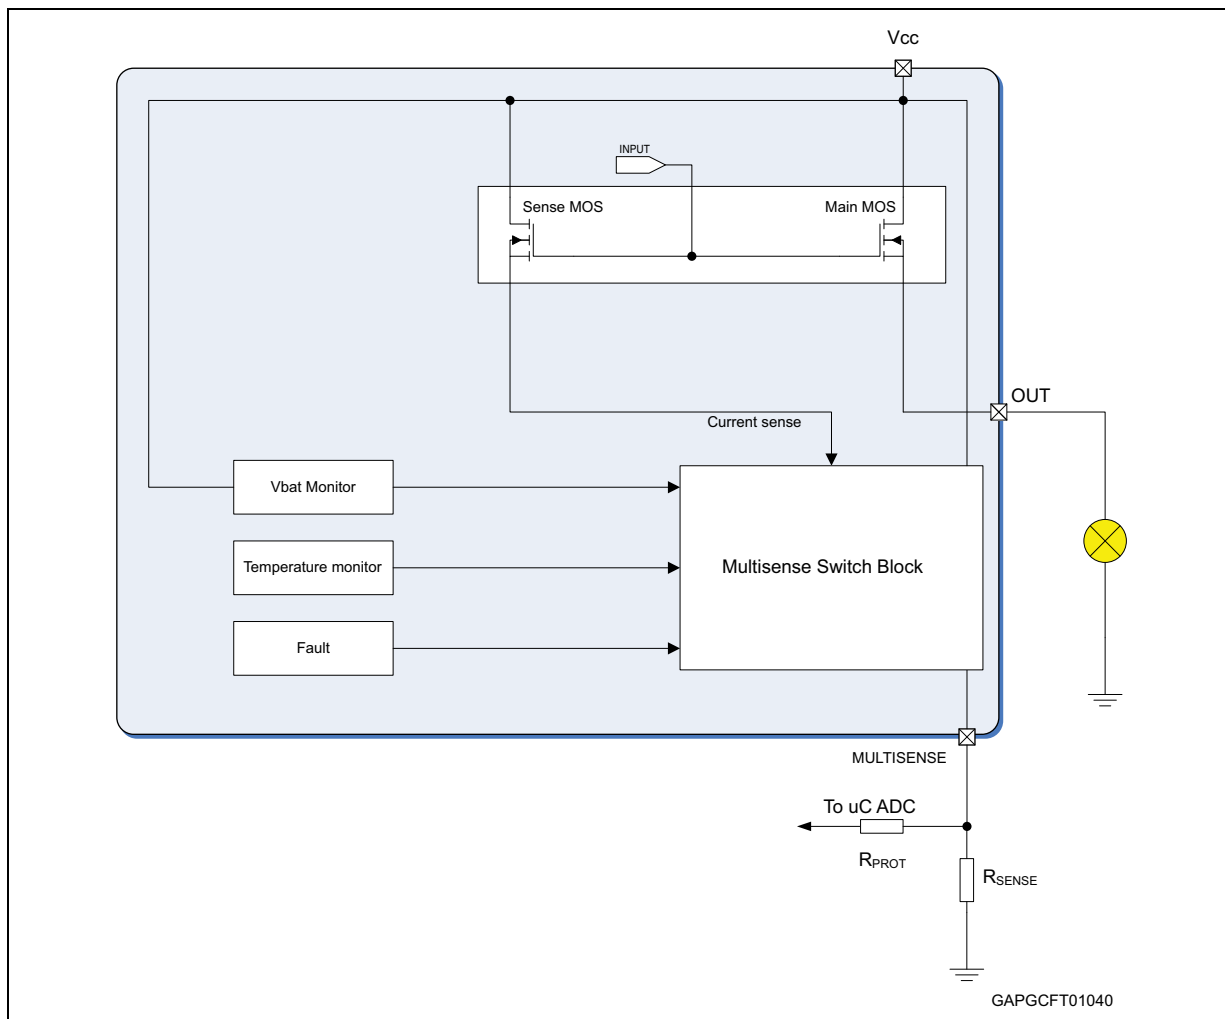 Vcc
INPUT
Sense MOS
Main MOS
OUT
Current sense
Vbat Monitor
Temperature monitor
Multisense Switch Block
Fault
MULTISENSE
To uC ADC
RPROT
RSENSE
GAPGCFT01040